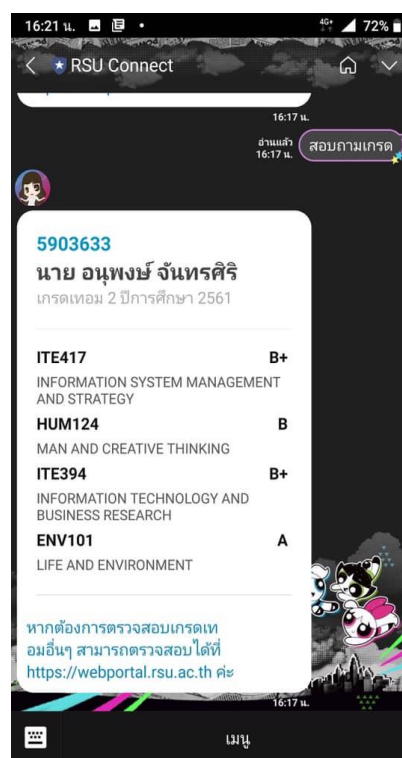 16:21 น.
4G+
72%
RSU Connect
16:17 น.
อ่านแล้ว
16:17 น.
สอบถามเกรด
5903633
นาย อนุพงษ์ จันทรศิริ
เกรดเทอม 2 ปีการศึกษา 2561
ITE417 B+
INFORMATION SYSTEM MANAGEMENT
AND STRATEGY
HUM124 B
MAN AND CREATIVE THINKING
ITE394 B+
INFORMATION TECHNOLOGY AND
BUSINESS RESEARCH
ENV101 A
LIFE AND ENVIRONMENT
หากต้องการตรวจสอบเกรดเท
อมอื่นๆ สามารถตรวจสอบได้ที่
https://webportal.rsu.ac.th ค่ะ
16:17 น.
เมนู